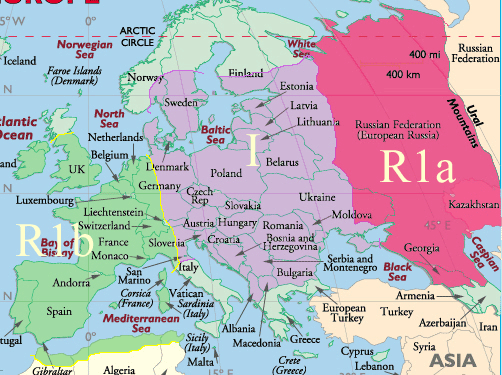 EUROPE
15°W
0°
ARCTIC
CIRCLE
White
Sea
400 mi
400 km
Russian
Federation
Norwegian
Sea
Iceland
Faroe Islands
(Denmark)
Norway
Finland
Estonia
Sweden
Latvia
Lithuania
Ural
Mountains
Atlantic
Ocean
North
Sea
Baltic
Sea
Russian Federation
(European Russia)
Netherlands
Belgium
Denmark
I
R1a
UK
Poland
Belarus
Germany
Luxembourg
Czech
Rep
Ukraine
Kazakhstan
Slovakia
Liechtenstein
Switzerland
Austria
Hungary
Moldova
R1b
Bay of
Biscay
France
Slovenia
Croatia
Romania
45°E
Monaco
Bosnia and
Herzegovina
Georgia
Caspian
Sea
San
Marino
Italy
Serbia and
Montenegro
Black
Sea
Andorra
Bulgaria
Corsica
(France)
Vatican
Armenia
Spain
Sardinia
(Italy)
European
Turkey
Turkey
Azerbaijan
Iran
Mediterranean
Sea
Albania
Macedonia
Greece
0°
Sicily
(Italy)
Syria
ASIA
Cyprus
Lebanon
Malta
Crete
(Greece)
Gibraltar
Algeria